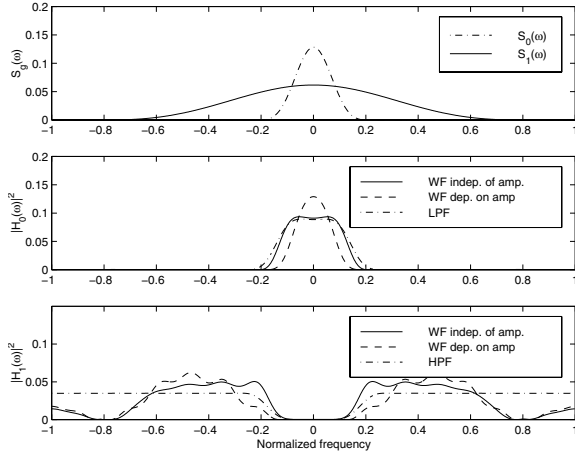 0.2
0.15
0.1
0.05
0
S_g(ω)
S_0(ω)
S_1(ω)
−1 −0.8 −0.6 −0.4 −0.2 0 0.2 0.4 0.6 0.8 1
0.2
0.15
0.1
0.05
0
|H_0(ω)|^2
WF indep. of amp.
WF dep. on amp
LPF
−1 −0.8 −0.6 −0.4 −0.2 0 0.2 0.4 0.6 0.8 1
0.1
0.05
0
|H_1(ω)|^2
WF indep. of amp.
WF dep. on amp
HPF
−1 −0.8 −0.6 −0.4 −0.2 0 0.2 0.4 0.6 0.8 1
Normalized frequency